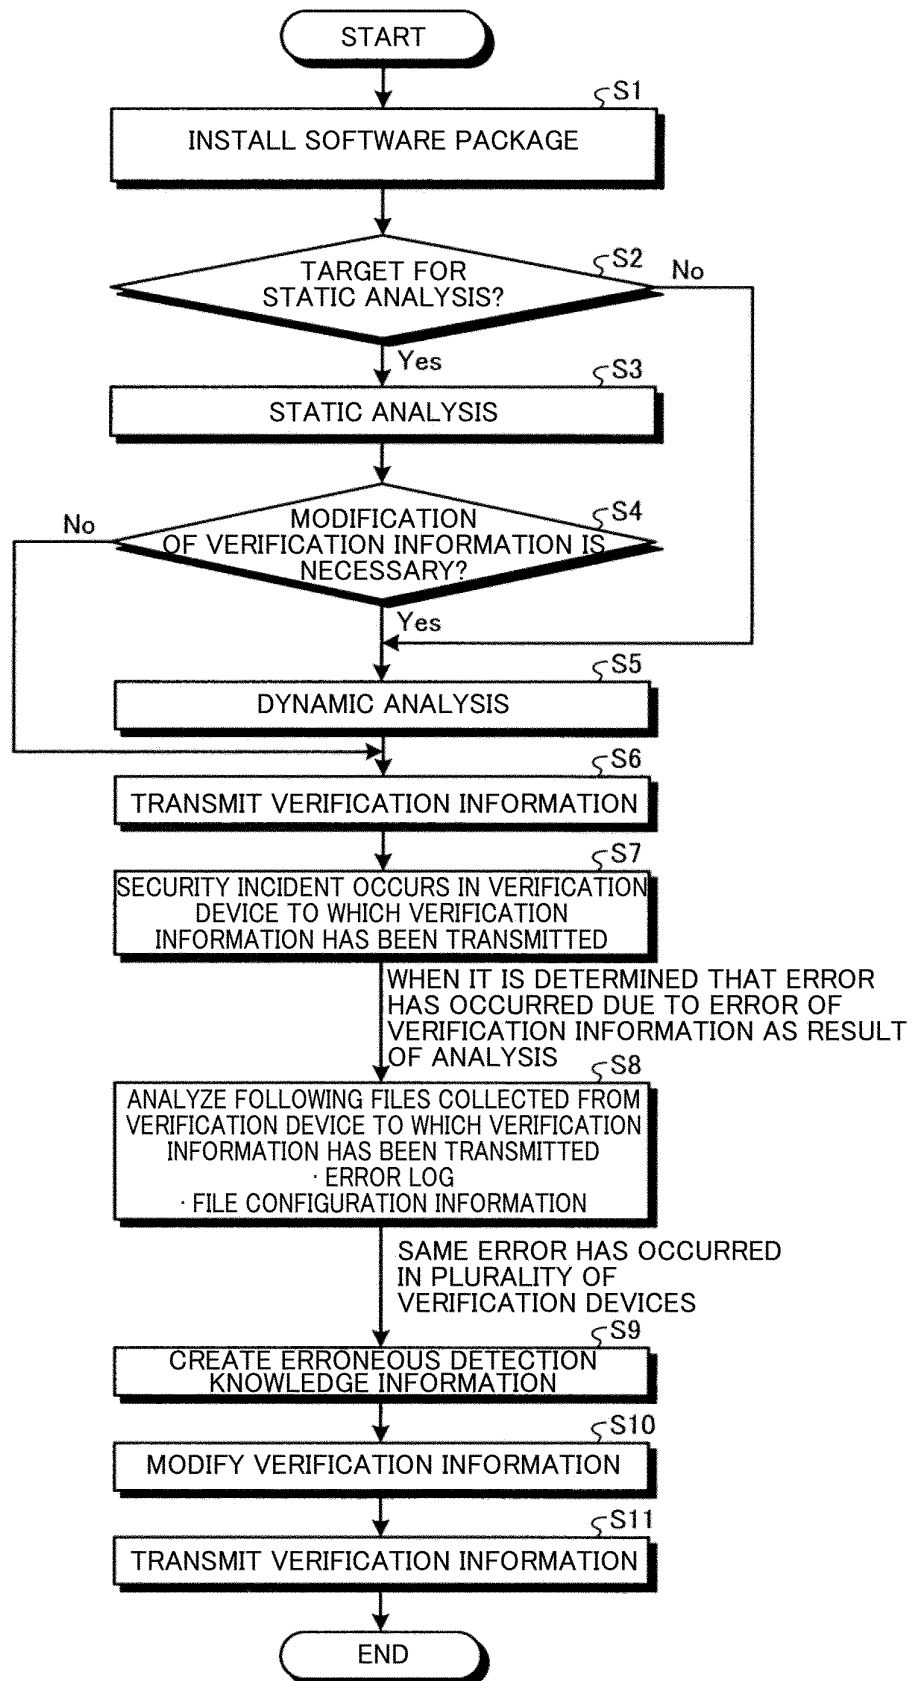 START
S1
INSTALL SOFTWARE PACKAGE
S2
TARGET FOR
STATIC ANALYSIS?
No
Yes
S3
STATIC ANALYSIS
S4
No
MODIFICATION
OF VERIFICATION INFORMATION IS
NECESSARY?
Yes
S5
DYNAMIC ANALYSIS
S6
TRANSMIT VERIFICATION INFORMATION
S7
SECURITY INCIDENT OCCURS IN VERIFICATION
DEVICE TO WHICH VERIFICATION
INFORMATION HAS BEEN TRANSMITTED
WHEN IT IS DETERMINED THAT ERROR
HAS OCCURRED DUE TO ERROR OF
VERIFICATION INFORMATION AS RESULT
OF ANALYSIS
S8
ANALYZE FOLLOWING FILES COLLECTED FROM
VERIFICATION DEVICE TO WHICH VERIFICATION
INFORMATION HAS BEEN TRANSMITTED
· ERROR LOG
· FILE CONFIGURATION INFORMATION
SAME ERROR HAS OCCURRED
IN PLURALITY OF
VERIFICATION DEVICES
S9
CREATE ERRONEOUS DETECTION
KNOWLEDGE INFORMATION
S10
MODIFY VERIFICATION INFORMATION
S11
TRANSMIT VERIFICATION INFORMATION
END